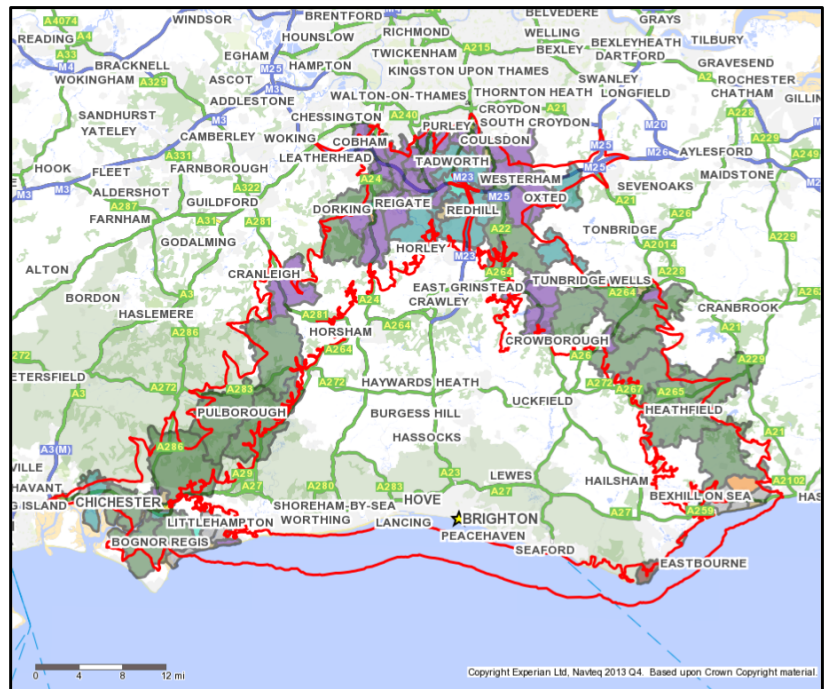 BRENTFORD
BELVEDERE
GRAYS
A4074
WINDSOR
RICHMOND
WELLING
TILBURY
READING
A4
HOUNSLOW
A33
EGHAM
TWICKENHAM
A215
BEXLEY
BEXLEYHEATH
DARTFORD
GRAVESEND
M4
BRACKNELL
M25
HAMPTON
KINGSTON UPON THAMES
SWANLEY
A2
ROCHESTER
WOKINGHAM
A329
ASCOT
M3
WALTON-ON-THAMES
THORNTON HEATH
LONGFIELD
CHATHAM
ADDLESTONE
CROYDON
A21
SANDHURST
M3
CHESSINGTON
A240
PURLEY
SOUTH CROYDON
A228
GILLIN
YATELEY
CAMBERLEY
WOKING
COBHAM
COULSDON
M20
A229
M2
HOOK
FLEET
A331
FARNBOROUGH
LEATHERHEAD
TADWORTH
M25
M26
AYLESFORD
A249
M3
ALDERSHOT
A322
A24
M23
WESTERHAM
M25
SEVENOAKS
MAIDSTONE
A287
GUILDFORD
DORKING
REIGATE
REDHILL
M25
OXTED
A21
FARNHAM
A31
A281
A22
A26
GODALMING
HORLEY
TONBRIDGE
A229
ALTON
CRANLEIGH
M23
A264
A2014
BORDON
A3
A24
EAST GRINSTEAD
TUNBRIDGE WELLS
A228
A264
A262
HASLEMERE
A281
CRAWLEY
CRANBROOK
A286
HORSHAM
A264
CROWBOROUGH
A21
A272
A264
A26
A229
ETERSFIELD
A272
A283
A272
HAYWARDS HEATH
A272
A267
A265
A3
PULBOROUGH
BURGESS HILL
UCKFIELD
HEATHFIELD
A3(M)
A286
HASSOCKS
A21
VILLE
A29
A23
LEWES
HAVANT
A27
A280
A283
HOVE
A27
HAILSHAM
A2102
G ISLAND
CHICHESTER
SHOREHAM-BY-SEA
BEXHILL ON SEA
HAS
LITTLEHAMPTON
WORTHING
LANCING
BRIGHTON
A27
A259
BOGNOR REGIS
PEACEHAVEN
SEAFORD
EASTBOURNE
0 4 8 12 mi
Copyright Experian Ltd, Navteq 2013 Q4. Based upon Crown Copyright material.